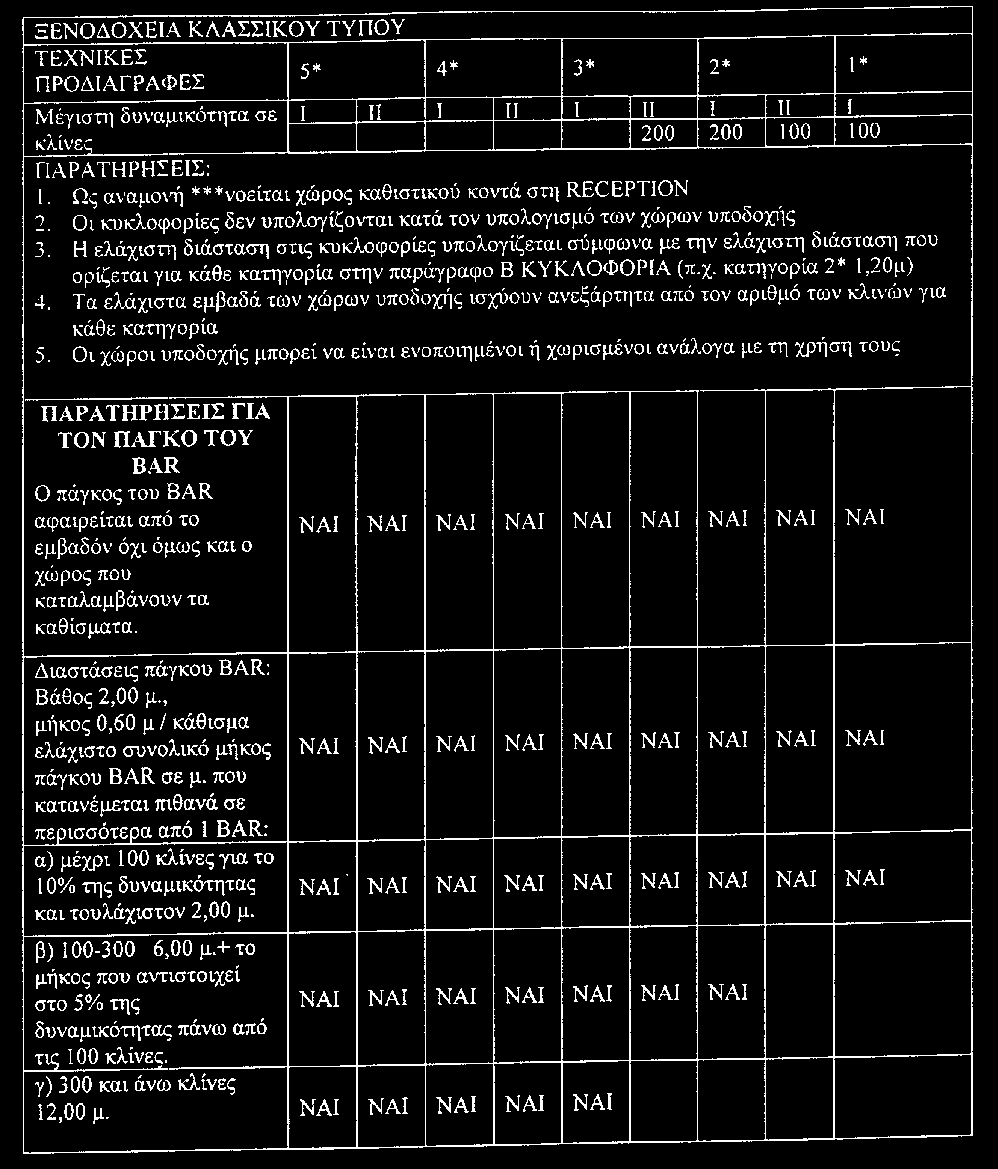 ΞΕΝΟΔΟΧΕΙΑ ΚΛΑΣΣΙΚΟΥ ΤΥΠΟΥ
ΤΕΧΝΙΚΕΣ
ΠΡΟΔΙΑΓΡΑΦΕΣ
5* 4* 3* 2* 1*
Μέγιστη δυναμικότητα σε
κλίνες
I II I II I II I II I
200 200 100 100
ΠΑΡΑΤΗΡΗΣΕΙΣ:
1. Ως αναμονή ***νοείται χώρος καθιστικού κοντά στη RECEPTION
2. Οι κυκλοφορίες δεν υπολογίζονται κατά τον υπολογισμό των χώρων υποδοχής
3. Η ελάχιστη διάσταση στις κυκλοφορίες υπολογίζεται σύμφωνα με την ελάχιστη διάσταση που
ορίζεται για κάθε κατηγορία στην παράγραφο Β ΚΥΚΛΟΦΟΡΙΑ (π.χ. κατηγορία 2* 1,20μ)
4. Τα ελάχιστα εμβαδά των χώρων υποδοχής ισχύουν ανεξάρτητα από τον αριθμό των κλινών για
κάθε κατηγορία
5. Οι χώροι υποδοχής μπορεί να είναι ενοποιημένοι ή χωρισμένοι ανάλογα με τη χρήση τους
ΠΑΡΑΤΗΡΗΣΕΙΣ ΓΙΑ
ΤΟΝ ΠΑΓΚΟ ΤΟΥ
BAR
Ο πάγκος του BAR
αφαιρείται από το
εμβαδόν όχι όμως και ο
χώρος που
καταλαμβάνουν τα
καθίσματα.
ΝΑΙ ΝΑΙ ΝΑΙ ΝΑΙ ΝΑΙ ΝΑΙ ΝΑΙ ΝΑΙ ΝΑΙ
Διαστάσεις πάγκου BAR:
Βάθος 2,00 μ.,
μήκος 0,60 μ / κάθισμα
ελάχιστο συνολικό μήκος
πάγκου BAR σε μ. που
κατανέμεται πιθανά σε
περισσότερα από 1 BAR:
ΝΑΙ ΝΑΙ ΝΑΙ ΝΑΙ ΝΑΙ ΝΑΙ ΝΑΙ ΝΑΙ ΝΑΙ
α) μέχρι 100 κλίνες για το
10% της δυναμικότητας
και τουλάχιστον 2,00 μ.
ΝΑΙ ΝΑΙ ΝΑΙ ΝΑΙ ΝΑΙ ΝΑΙ ΝΑΙ ΝΑΙ ΝΑΙ
β) 100-300 6,00 μ.+ το
μήκος που αντιστοιχεί
στο 5% της
δυναμικότητας πάνω από
τις 100 κλίνες.
ΝΑΙ ΝΑΙ ΝΑΙ ΝΑΙ ΝΑΙ ΝΑΙ ΝΑΙ
γ) 300 και άνω κλίνες
12,00 μ.
ΝΑΙ ΝΑΙ ΝΑΙ ΝΑΙ ΝΑΙ